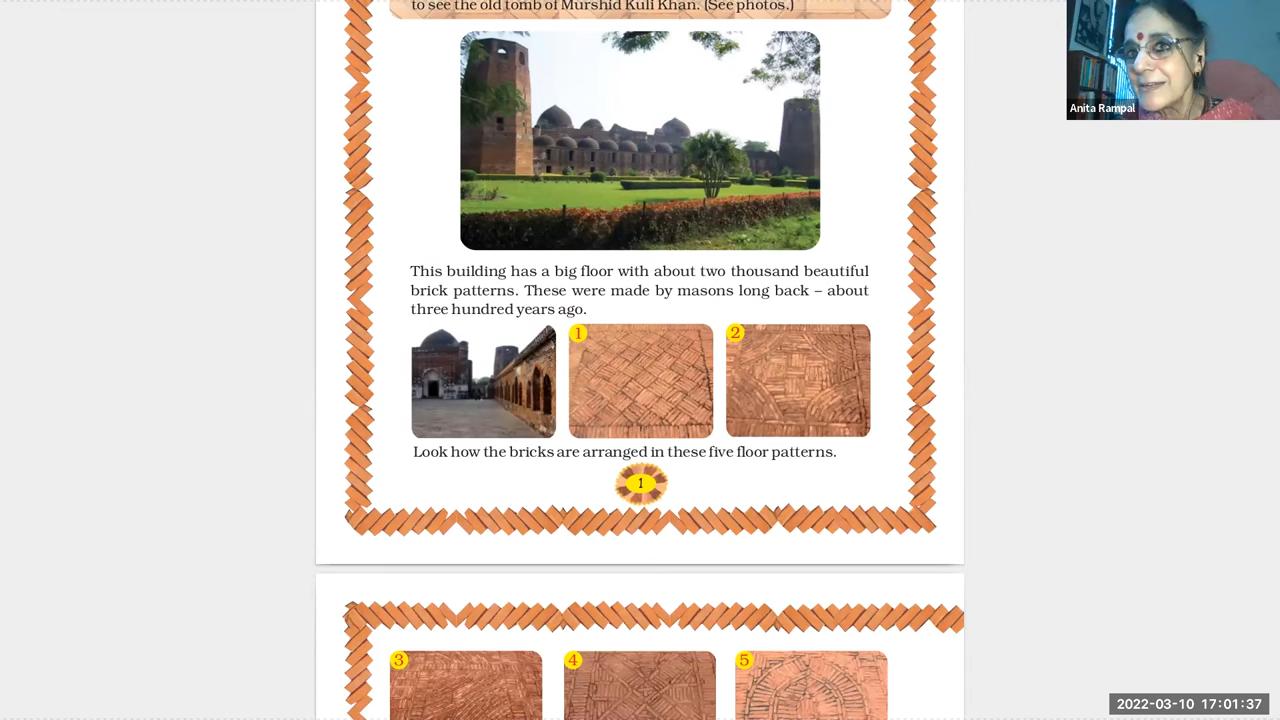 to see the old tomb of Murshid Kuli Khan. (See photos.)
Anita Rampal
This building has a big floor with about two thousand beautiful
brick patterns. These were made by masons long back – about
three hundred years ago.
1
2
Look how the bricks are arranged in these five floor patterns.
1
3
4
5
2022-03-10 17:01:37